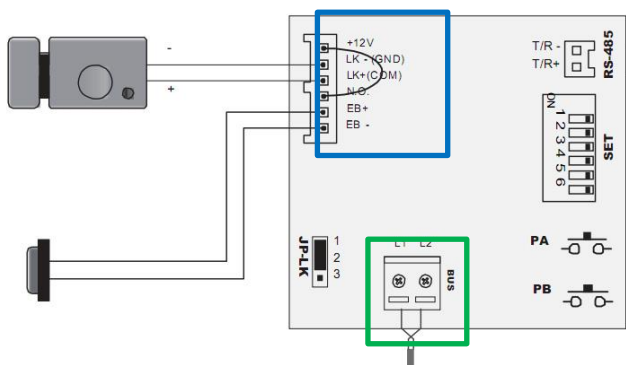 -
+
+12V
LK - (GND)
LK+(COM)
N.O.
EB+
EB -
T/R -
T/R+
RS-485
ON
1
2
3
4
5
6
SET
JP-LK
1
2
3
L1 L2
BUS
PA
PB